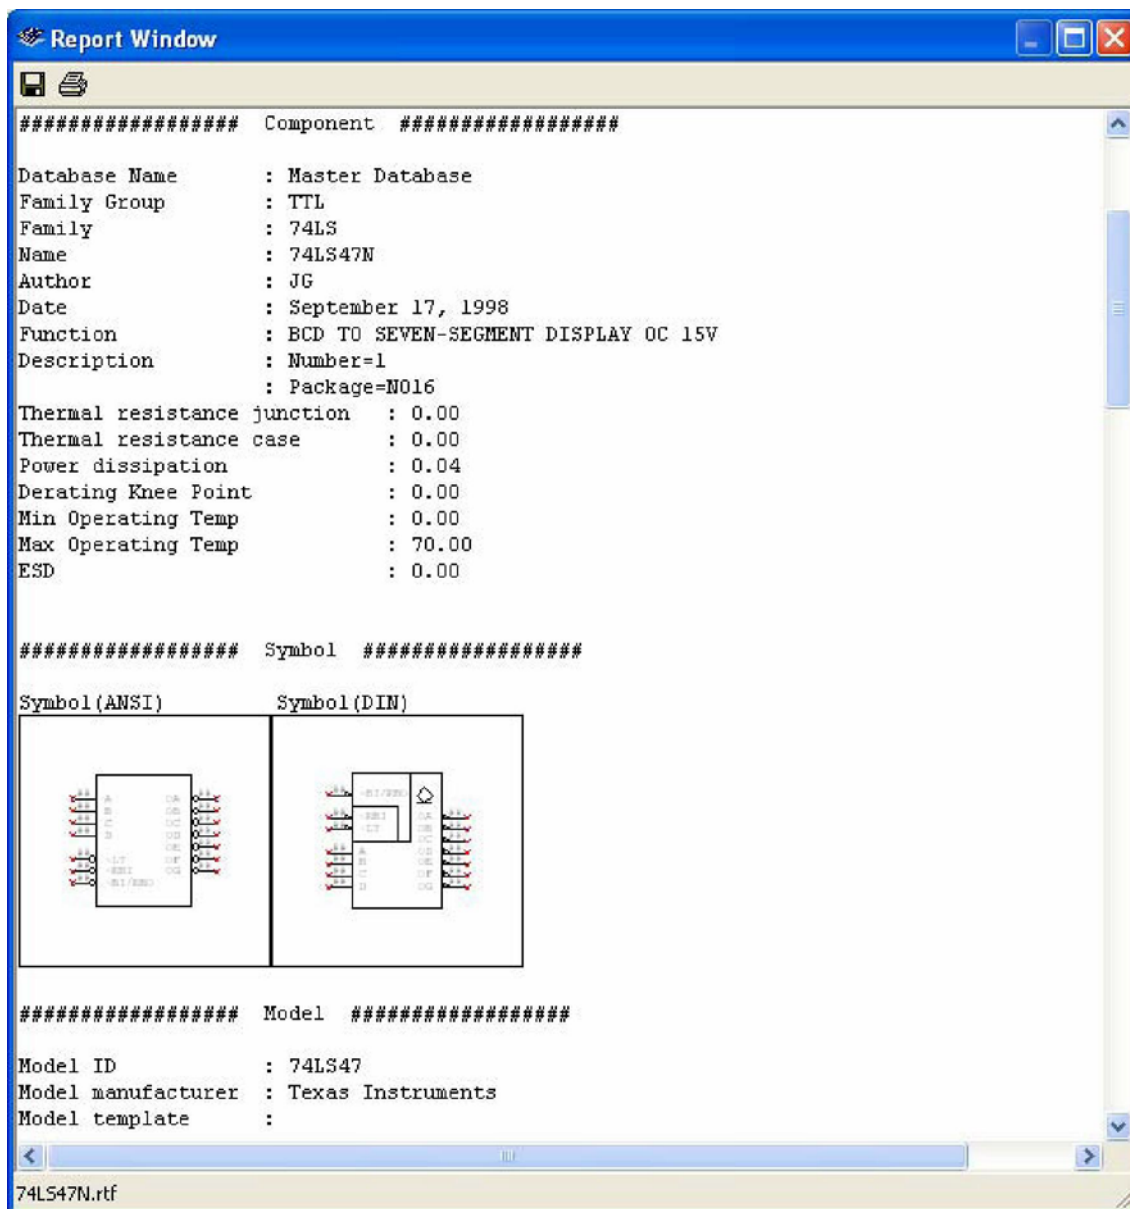 Report Window
################## Component ##################
Database Name : Master Database
Family Group : TTL
Family : 74LS
Name : 74LS47N
Author : JG
Date : September 17, 1998
Function : BCD TO SEVEN-SEGMENT DISPLAY OC 15V
Description : Number=1
: Package=NO16
Thermal resistance junction : 0.00
Thermal resistance case : 0.00
Power dissipation : 0.04
Derating Knee Point : 0.00
Min Operating Temp : 0.00
Max Operating Temp : 70.00
ESD : 0.00
################## Symbol ##################
Symbol(ANSI) Symbol(DIN)
################## Model ##################
Model ID : 74LS47
Model manufacturer : Texas Instruments
Model template :
74LS47N.rtf